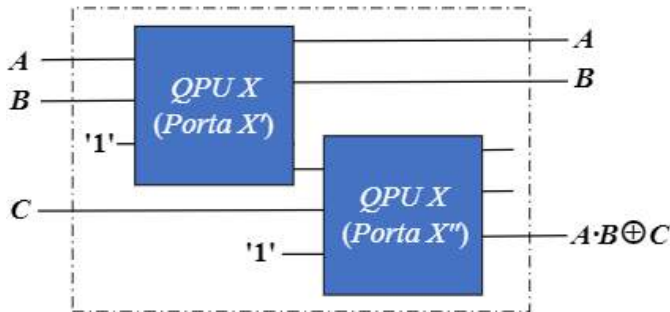 A
B
'1'
C
QPU X
(Porta X')
A
B
QPU X
(Porta X'')
'1'
A·B⊕C